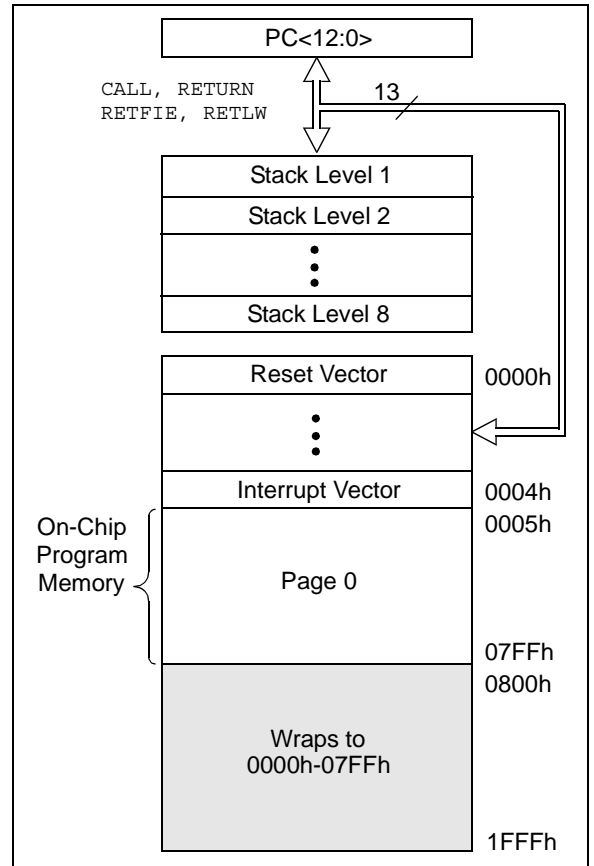 PC<12:0>
CALL, RETURN
RETFIE, RETLW
13
Stack Level 1
Stack Level 2
Stack Level 8
Reset Vector
0000h
Interrupt Vector
0004h
0005h
On-Chip
Program
Memory
Page 0
07FFh
0800h
Wraps to
0000h-07FFh
1FFFh